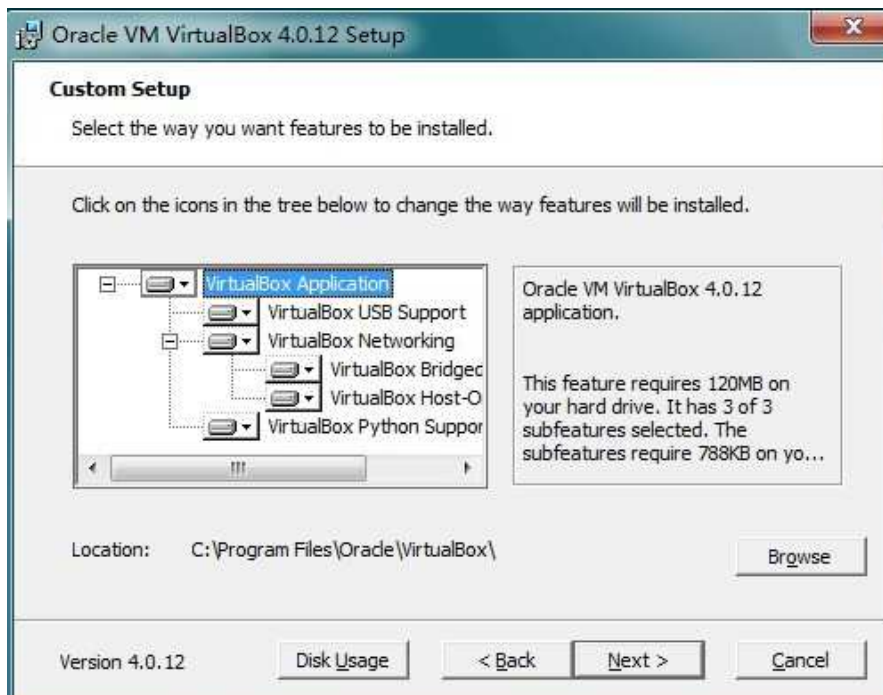 Oracle VM VirtualBox 4.0.12 Setup
Custom Setup
Select the way you want features to be installed.
Click on the icons in the tree below to change the way features will be installed.
VirtualBox Application
VirtualBox USB Support
VirtualBox Networking
VirtualBox Bridged
VirtualBox Host-O
VirtualBox Python Suppor
Oracle VM VirtualBox 4.0.12
application.
This feature requires 120MB on
your hard drive. It has 3 of 3
subfeatures selected. The
subfeatures require 788KB on yo...
Location: C:\Program Files\Oracle\VirtualBox\
Browse
Version 4.0.12 Disk Usage < Back Next > Cancel